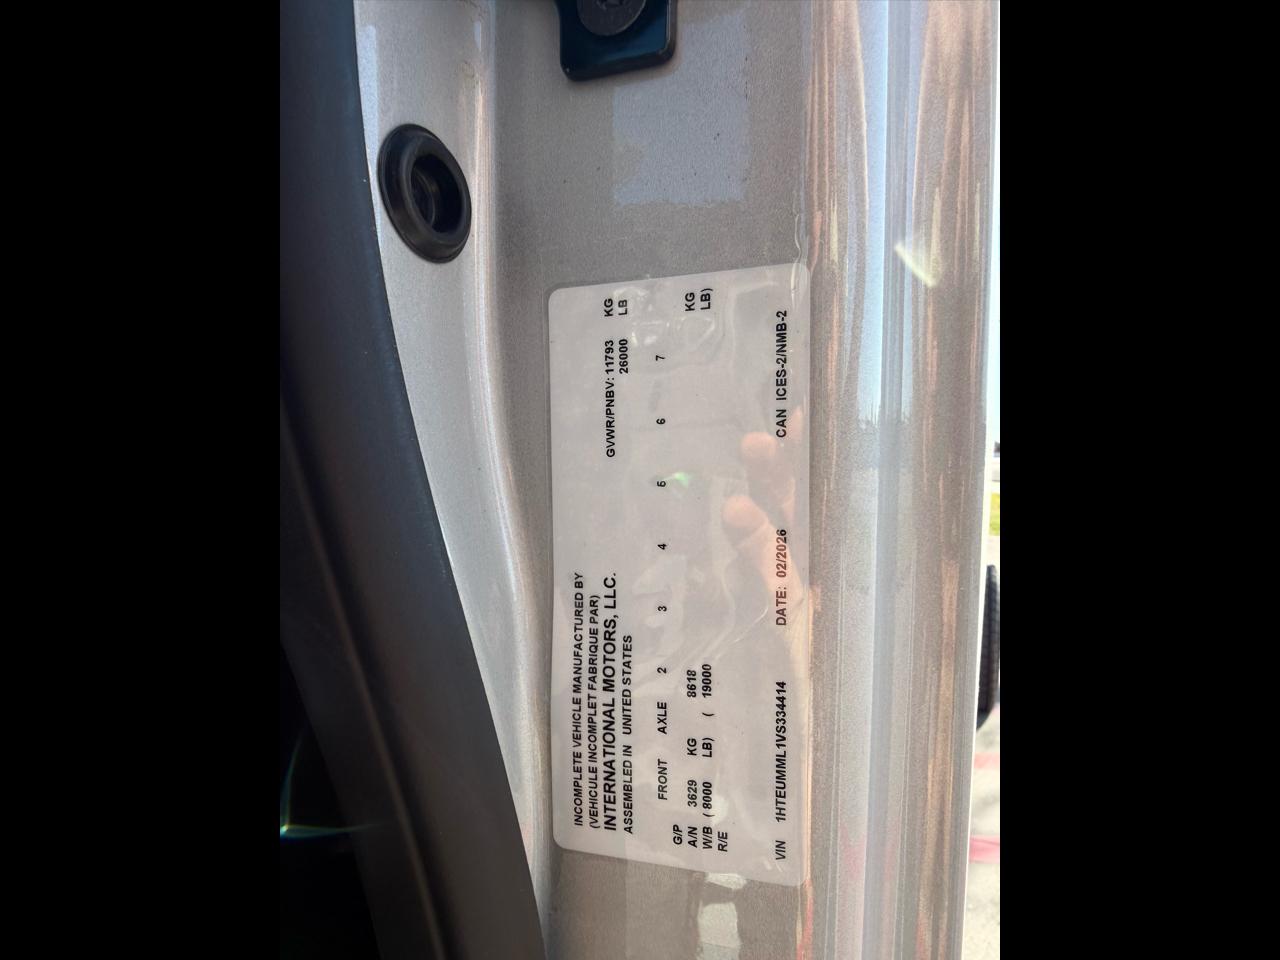 INCOMPLETE VEHICLE MANUFACTURED BY
(VEHICULE INCOMPLET FABRIQUE PAR)
INTERNATIONAL MOTORS, LLC.
ASSEMBLED IN UNITED STATES
GVWR/PNBV: 11793 KG
26000 LB
FRONT AXLE 2 3 4 5 6 7
G/P
A/N 3629 KG 8618 KG
W/B ( 8000 LB) ( 19000 LB)
R/E
VIN 1HTEUMML1VS334414 DATE: 02/2026 CAN ICES-2/NMB-2